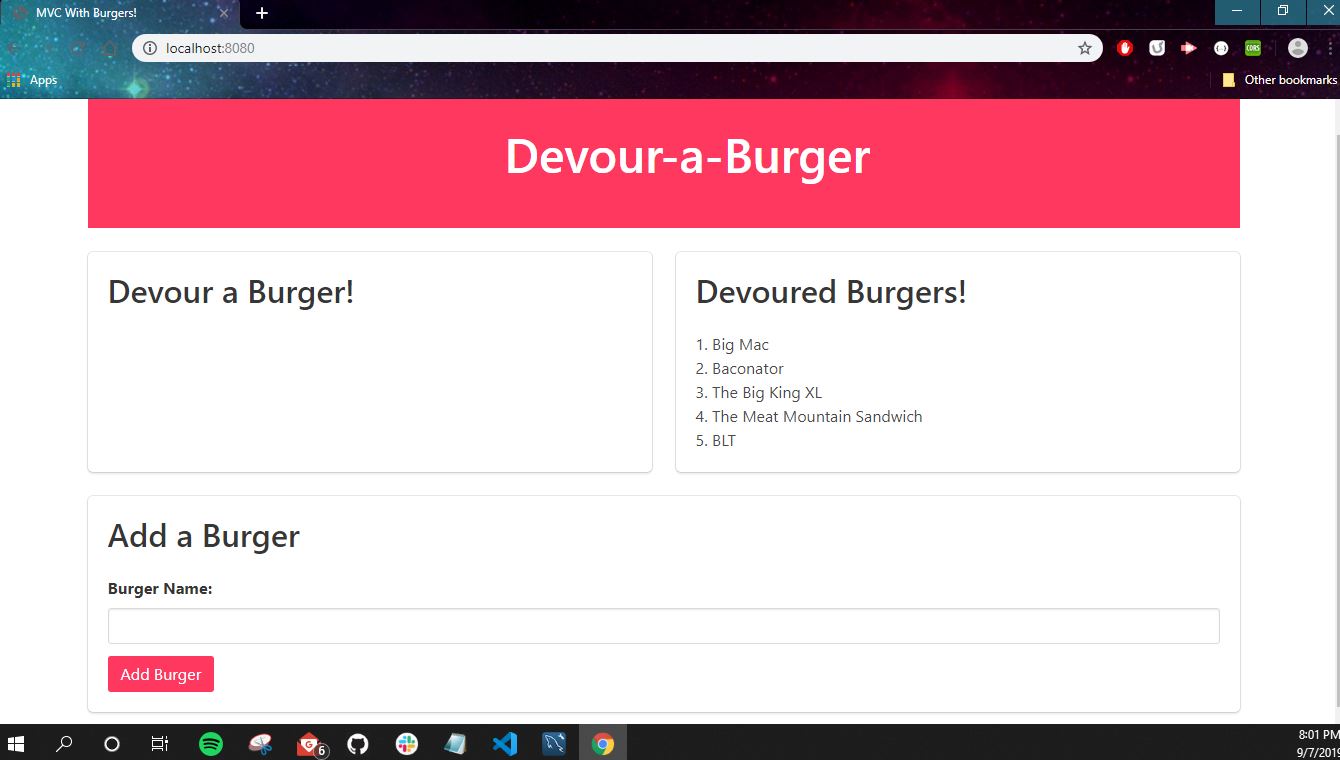 MVC With Burgers!
localhost:8080
CORS
Apps
Other bookmarks
Devour-a-Burger
Devour a Burger!
Devoured Burgers!
1. Big Mac
2. Baconator
3. The Big King XL
4. The Meat Mountain Sandwich
5. BLT
Add a Burger
Burger Name:
Add Burger
6
8:01 PM
9/7/2019